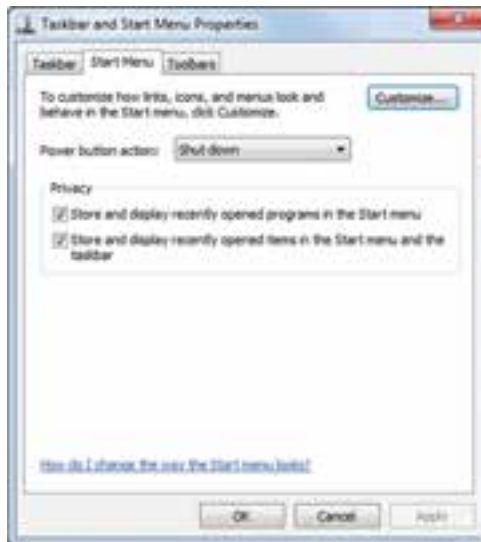 Taskbar and Start Menu Properties
Taskbar Start Menu Toolbars
To customize how links, icons, and menus look and
behave in the Start menu, click Customize.
Customize...
Power button action: Shut down
Privacy
Store and display recently opened programs in the Start menu
Store and display recently opened items in the Start menu and the
taskbar
How do I change the way the Start menu looks?
OK Cancel Apply